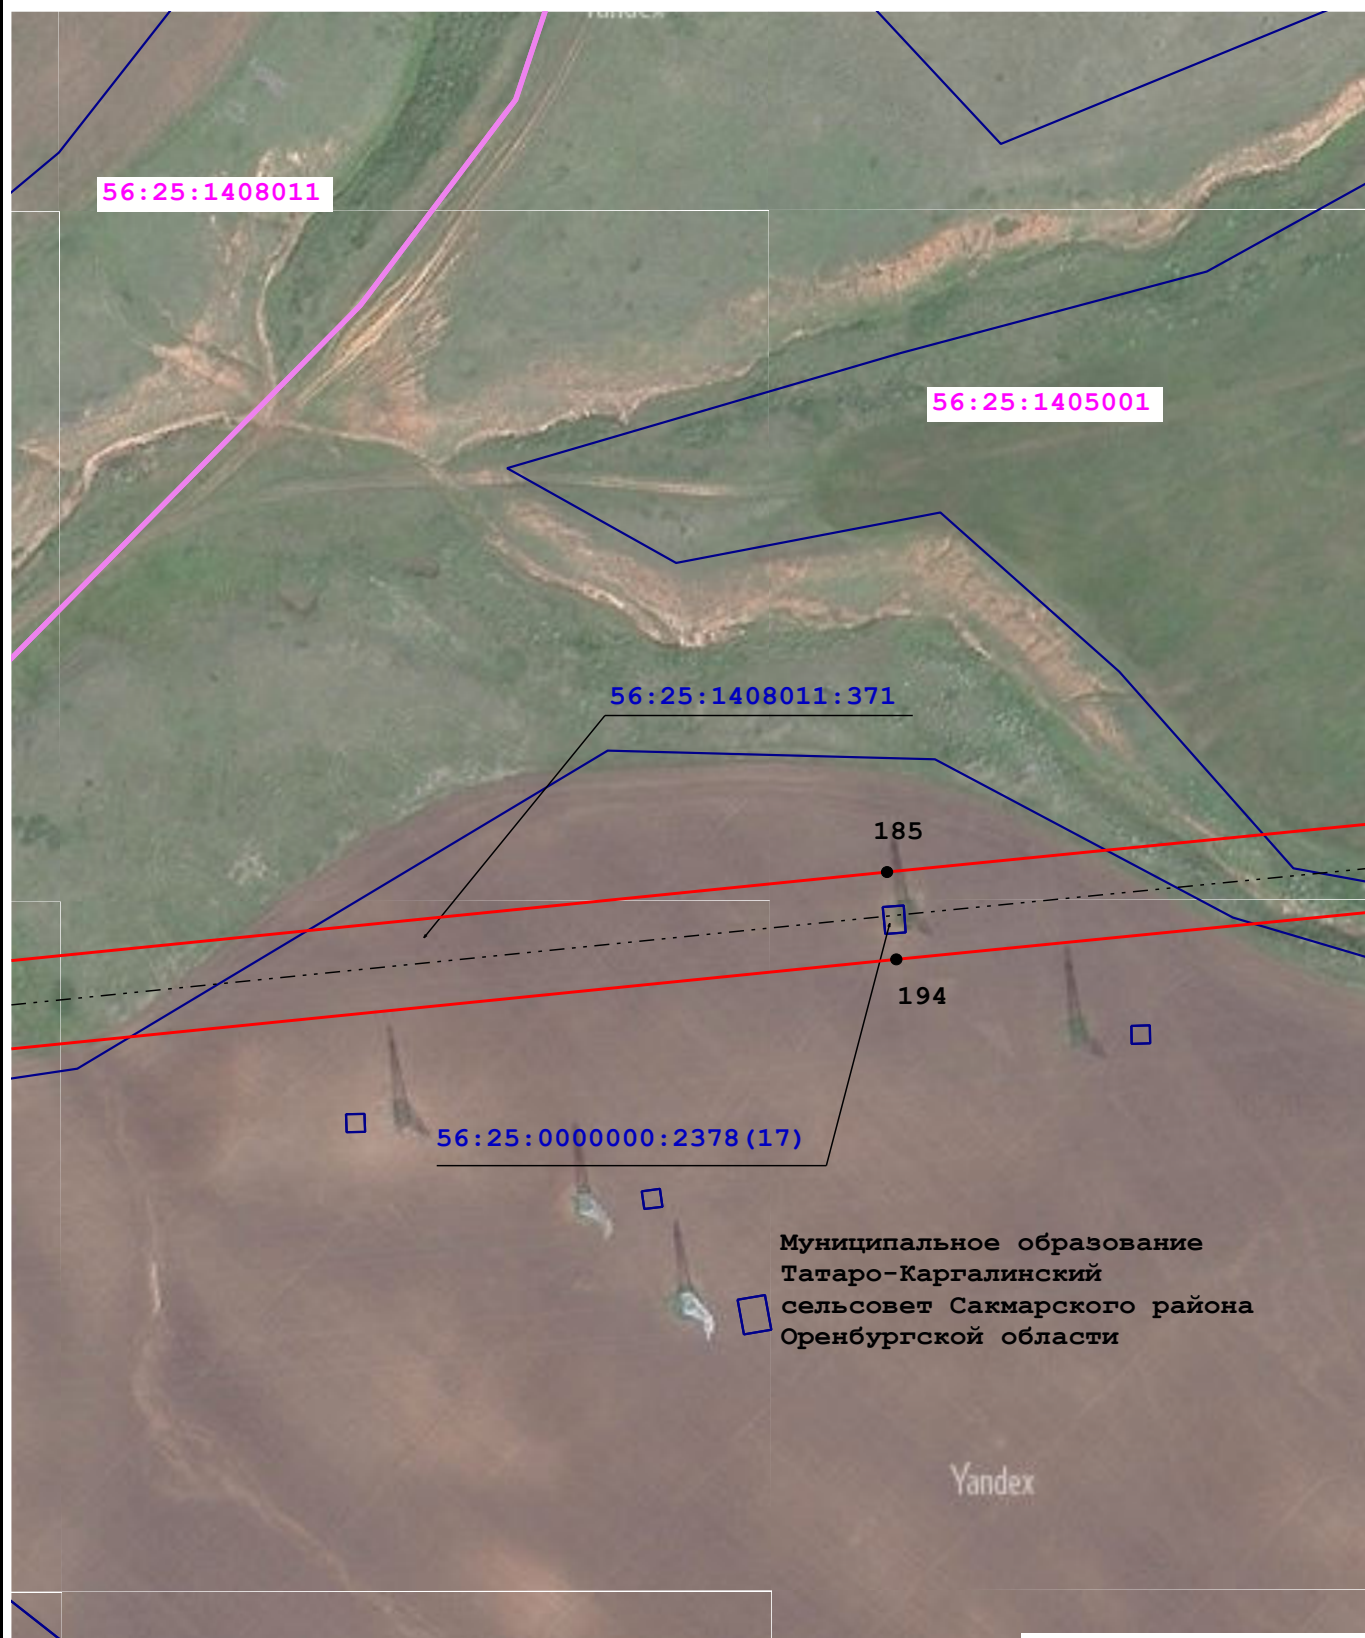 Yandex
56:25:1408011
56:25:1405001
56:25:1408011:371
185
194
56:25:0000000:2378(17)
Муниципальное образование
Татаро-Каргалинский
сельсовет Сакмарского района
Оренбургской области
Yandex